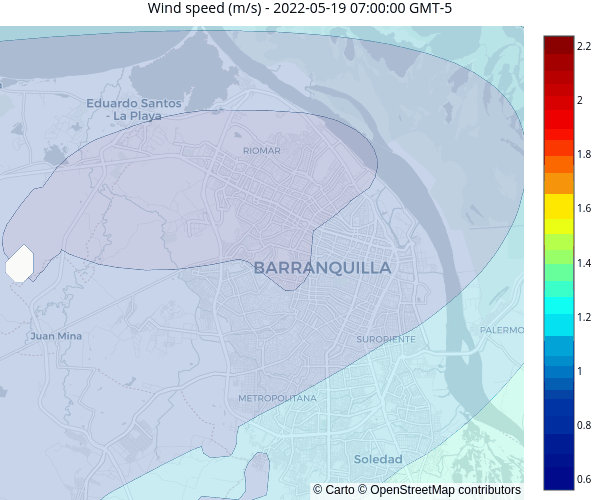 Wind speed (m/s) - 2022-05-19 07:00:00 GMT-5
2.2
Eduardo Santos
- La Playa
2
RIOMAR
1.8
1.6
1.4
BARRANQUILLA
1.2
Juan Mina
SURORIENTE
PALERMO
1
METROPOLITANA
0.8
Soledad
0.6
© Carto © OpenStreetMap contributors